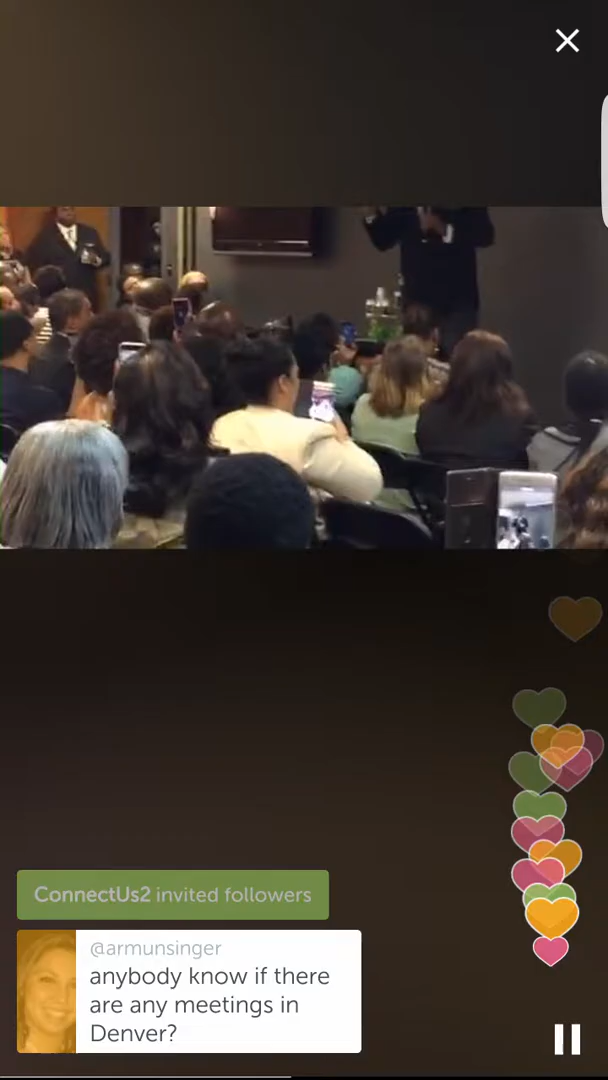 ConnectUs2 invited followers
@armunsinger
anybody know if there
are any meetings in
Denver?